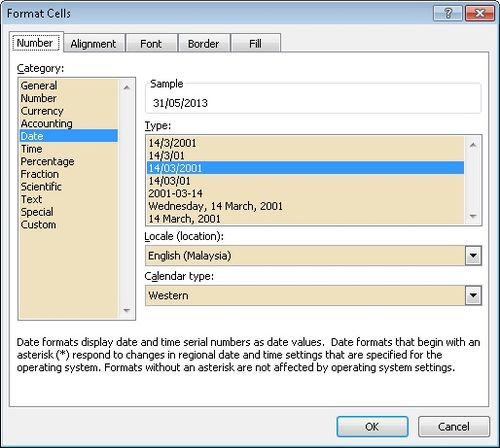 Format Cells
Number Alignment Font Border Fill
Category:
General
Number
Currency
Accounting
Date
Time
Percentage
Fraction
Scientific
Text
Special
Custom
Sample
31/05/2013
Type:
14/3/2001
14/3/01
14/03/2001
14/03/01
2001-03-14
Wednesday, 14 March, 2001
14 March, 2001
Locale (location):
English (Malaysia)
Calendar type:
Western
Date formats display date and time serial numbers as date values.  Date formats that begin with an
asterisk (*) respond to changes in regional date and time settings that are specified for the
operating system. Formats without an asterisk are not affected by operating system settings.
OK Cancel